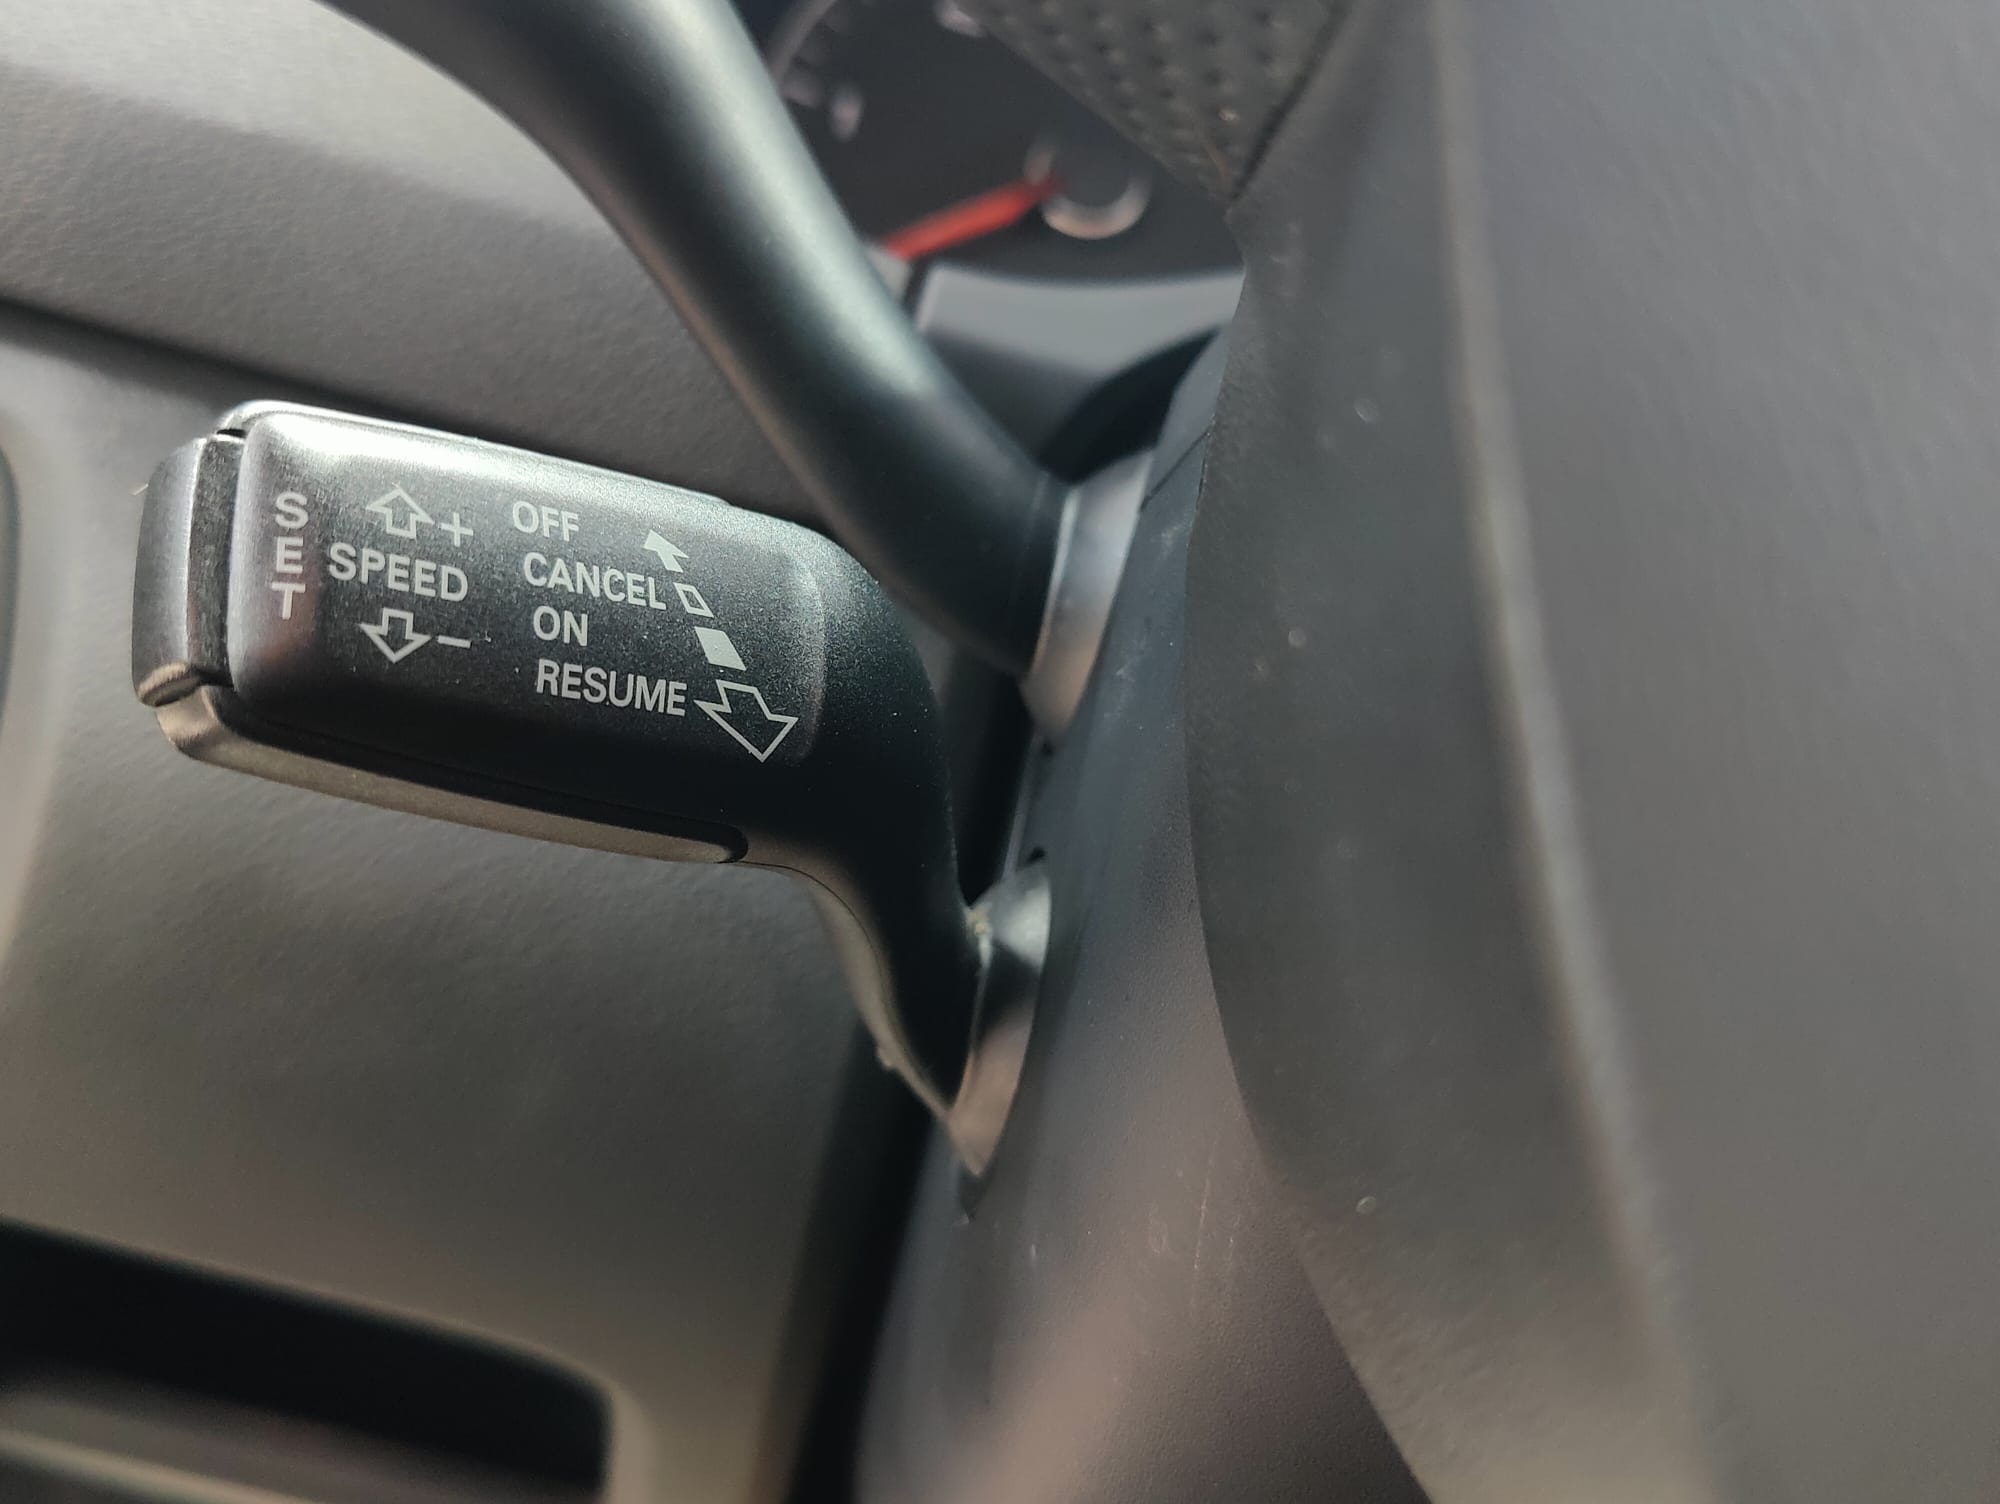 SET
+
SPEED
-
OFF
CANCEL
ON
RESUME